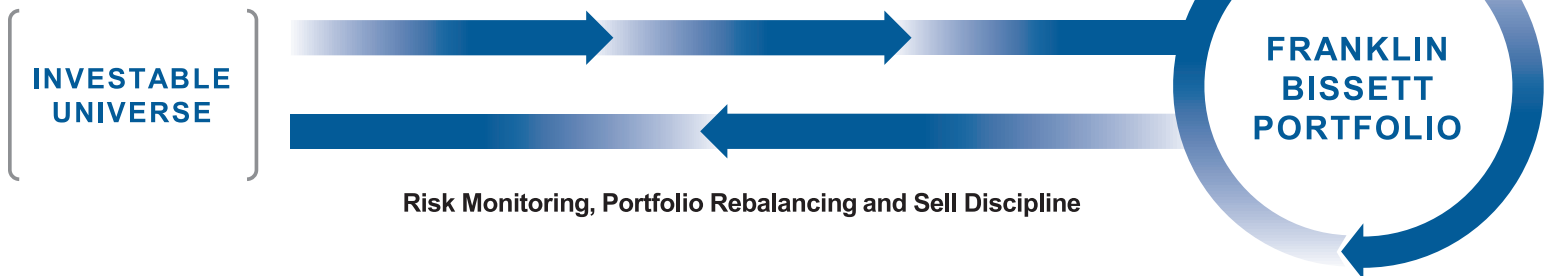 INVESTABLE
UNIVERSE
FRANKLIN
BISSETT
PORTFOLIO
Risk Monitoring, Portfolio Rebalancing and Sell Discipline